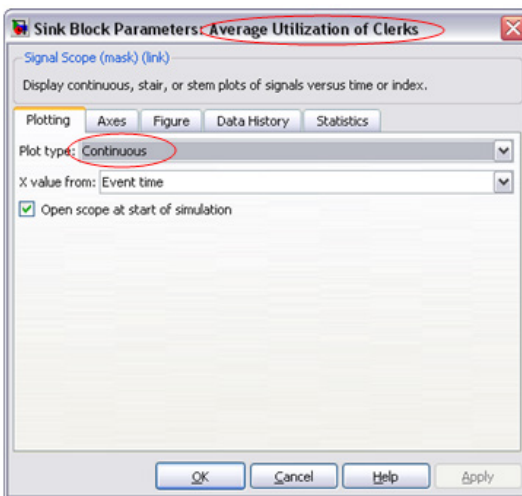 Sink Block Parameters: Average Utilization of Clerks
Signal Scope (mask) (link)
Display continuous, stair, or stem plots of signals versus time or index.
Plotting Axes Figure Data History Statistics
Plot type: Continuous
X value from: Event time
Open scope at start of simulation
OK Cancel Help Apply